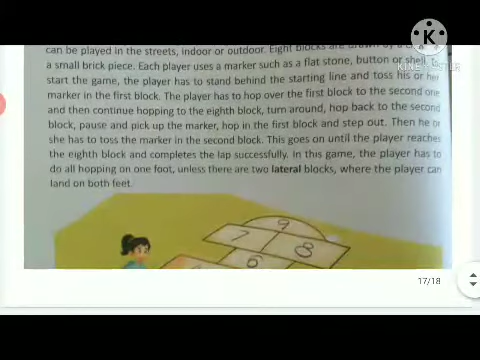 can be played in the streets, indoor or outdoor. Eight blocks are drawn by a
a small brick piece. Each player uses a marker such as a flat stone, button or shell. To
start the game, the player has to stand behind the starting line and toss his or her
marker in the first block. The player has to hop over the first block to the second one
and then continue hopping to the eighth block, turn around, hop back to the second
block, pause and pick up the marker, hop in the first block and step out. Then he or
she has to toss the marker in the second block. This goes on until the player reaches
the eighth block and completes the lap successfully. In this game, the player has to
do all hopping on one foot, unless there are two lateral blocks, where the player can
land on both feet.
9
7 8
6
17/18